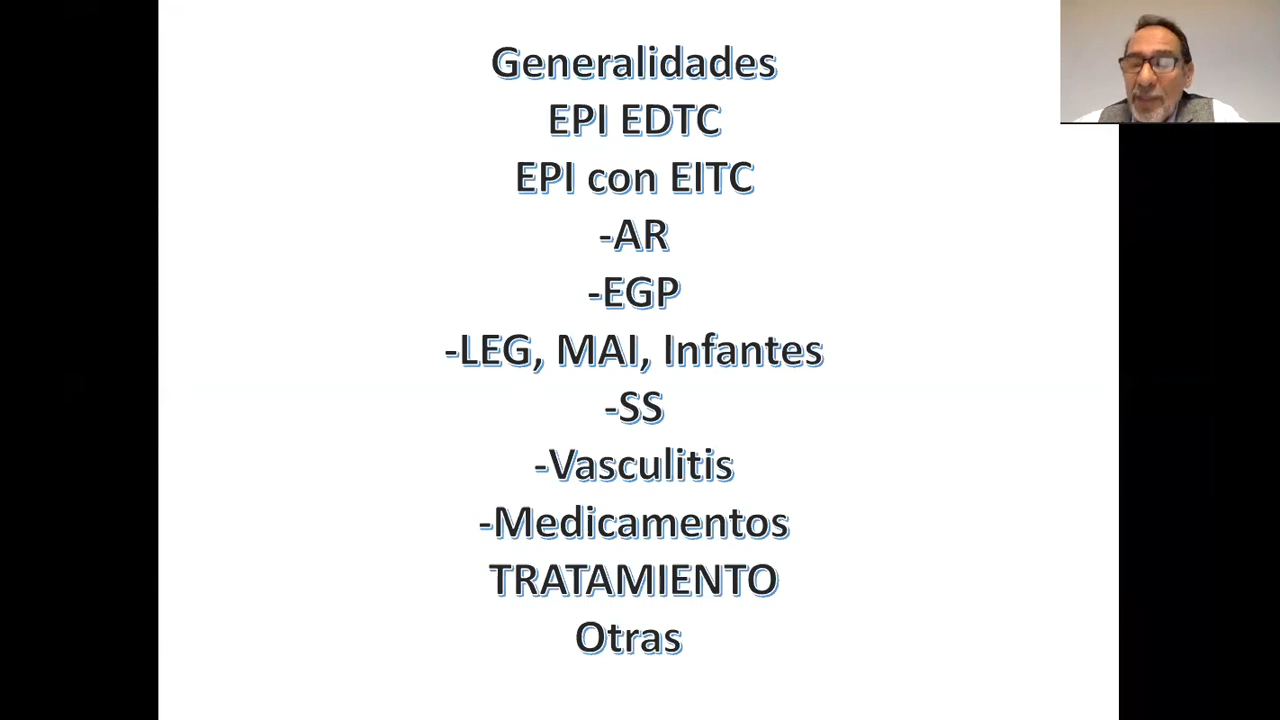 Generalidades
EPI EDTC
EPI con EITC
-AR
-EGP
-LEG, MAI, Infantes
-SS
-Vasculitis
-Medicamentos
TRATAMIENTO
Otras